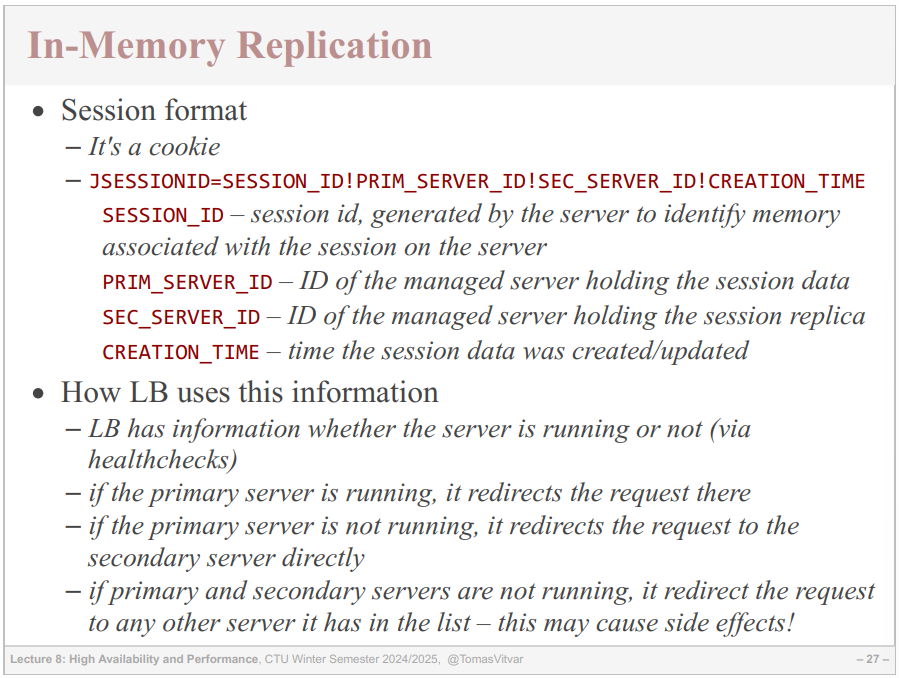 In-Memory Replication
• Session format
– It's a cookie
– JSESSIONID=SESSION_ID!PRIM_SERVER_ID!SEC_SERVER_ID!CREATION_TIME
SESSION_ID – session id, generated by the server to identify memory
associated with the session on the server
PRIM_SERVER_ID – ID of the managed server holding the session data
SEC_SERVER_ID – ID of the managed server holding the session replica
CREATION_TIME – time the session data was created/updated
• How LB uses this information
– LB has information whether the server is running or not (via
healthchecks)
– if the primary server is running, it redirects the request there
– if the primary server is not running, it redirects the request to the
secondary server directly
– if primary and secondary servers are not running, it redirect the request
to any other server it has in the list – this may cause side effects!
Lecture 8: High Availability and Performance, CTU Winter Semester 2024/2025, @TomasVitvar
– 27 –